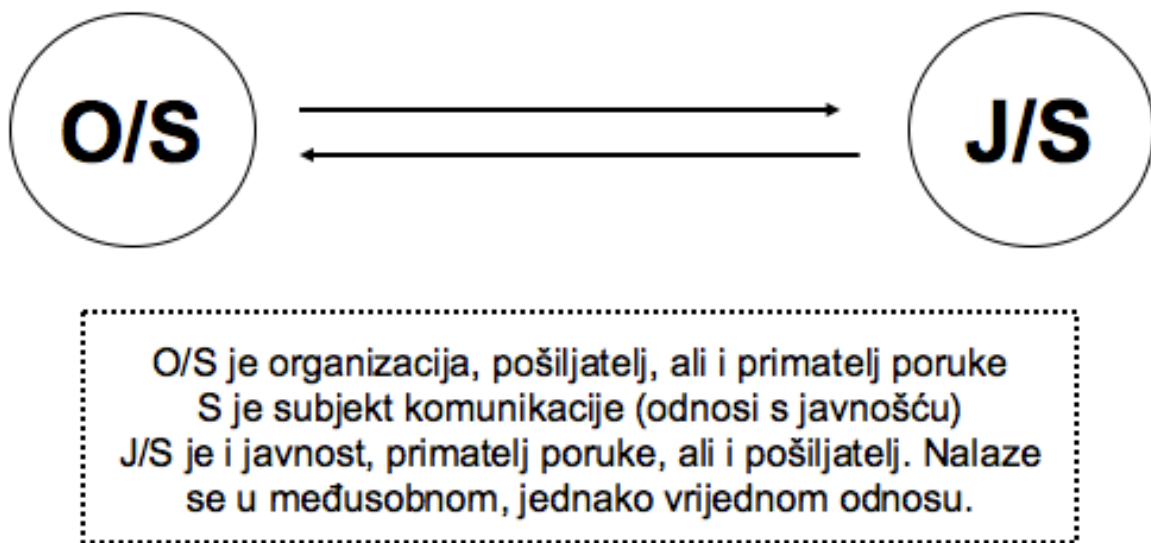 O/S
J/S
O/S je organizacija, pošiljatelj, ali i primatelj poruke
S je subjekt komunikacije (odnosi s javnošću)
J/S je i javnost, primatelj poruke, ali i pošiljatelj. Nalaze
se u međusobnom, jednako vrijednom odnosu.